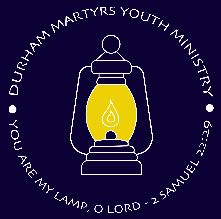 DURHAM MARTYRS YOUTH MINISTRY
YOU ARE MY LAMP, O LORD - 2 SAMUEL 22:29